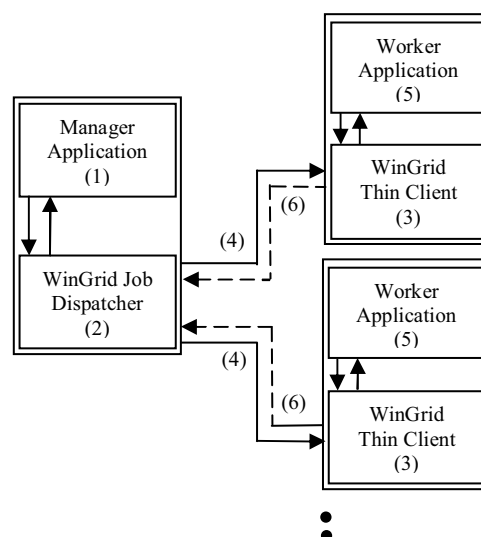 Manager
Application
(1)
WinGrid Job
Dispatcher
(2)
(4)
(6)
(4)
(6)
Worker
Application
(5)
WinGrid
Thin Client
(3)
Worker
Application
(5)
WinGrid
Thin Client
(3)